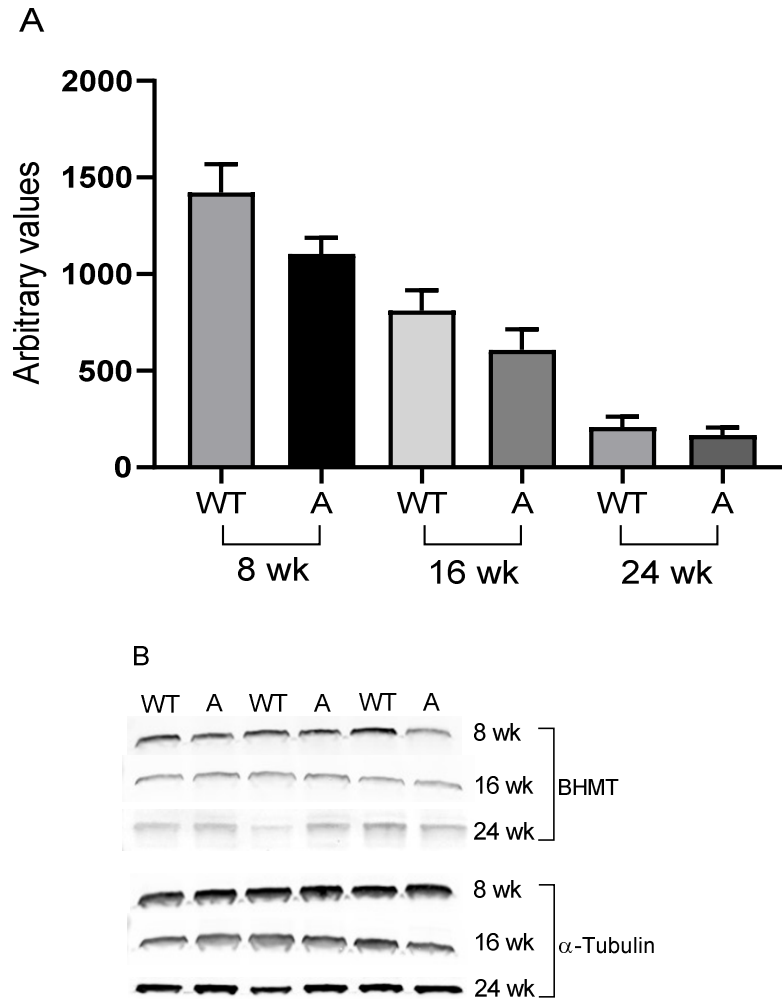 A
2000
1500
1000
500
0
Arbitrary values
WT A WT A WT A
8 wk 16 wk 24 wk
B
WT A WT A WT A
8 wk
16 wk
24 wk
BHMT
8 wk
16 wk
24 wk
α-Tubulin